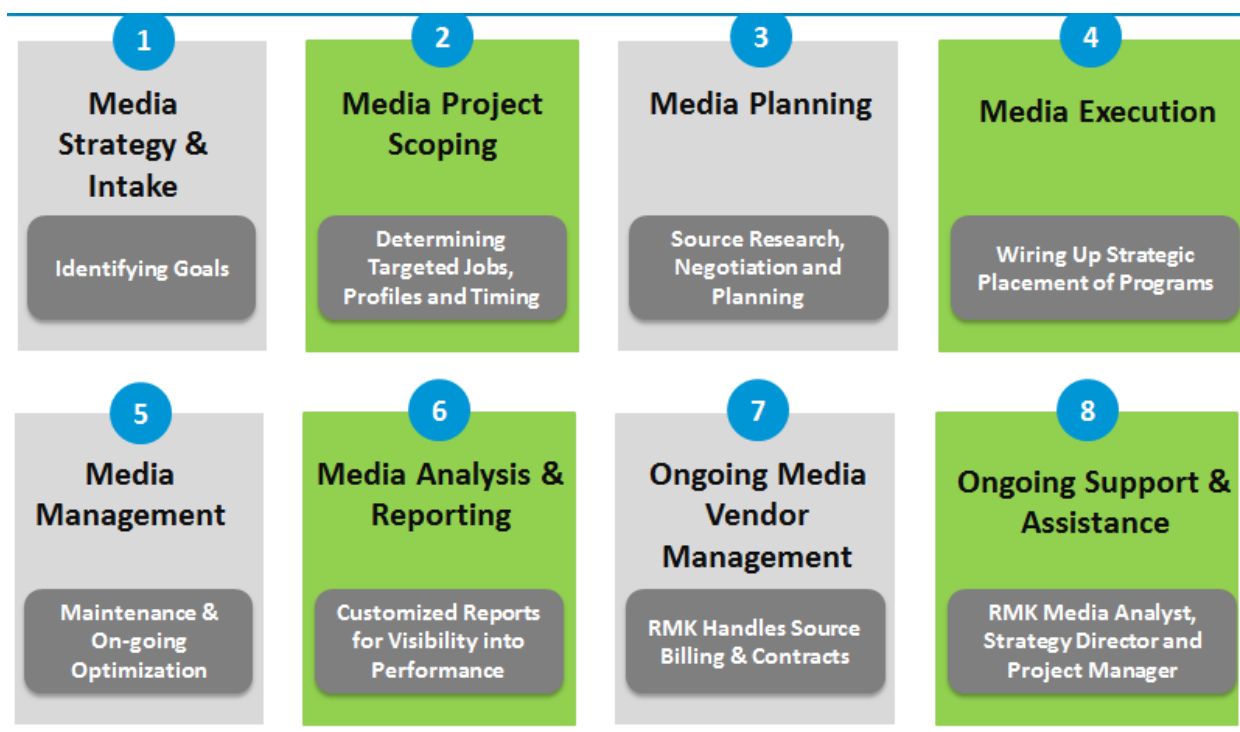 1
Media
Strategy &
Intake
Identifying Goals
2
Media Project
Scoping
Determining
Targeted Jobs,
Profiles and Timing
3
Media Planning
Source Research,
Negotiation and
Planning
4
Media Execution
Wiring Up Strategic
Placement of Programs
5
Media
Management
Maintenance &
On-going
Optimization
6
Media Analysis &
Reporting
Customized Reports
for Visibility into
Performance
7
Ongoing Media
Vendor
Management
RMK Handles Source
Billing & Contracts
8
Ongoing Support &
Assistance
RMK Media Analyst,
Strategy Director and
Project Manager